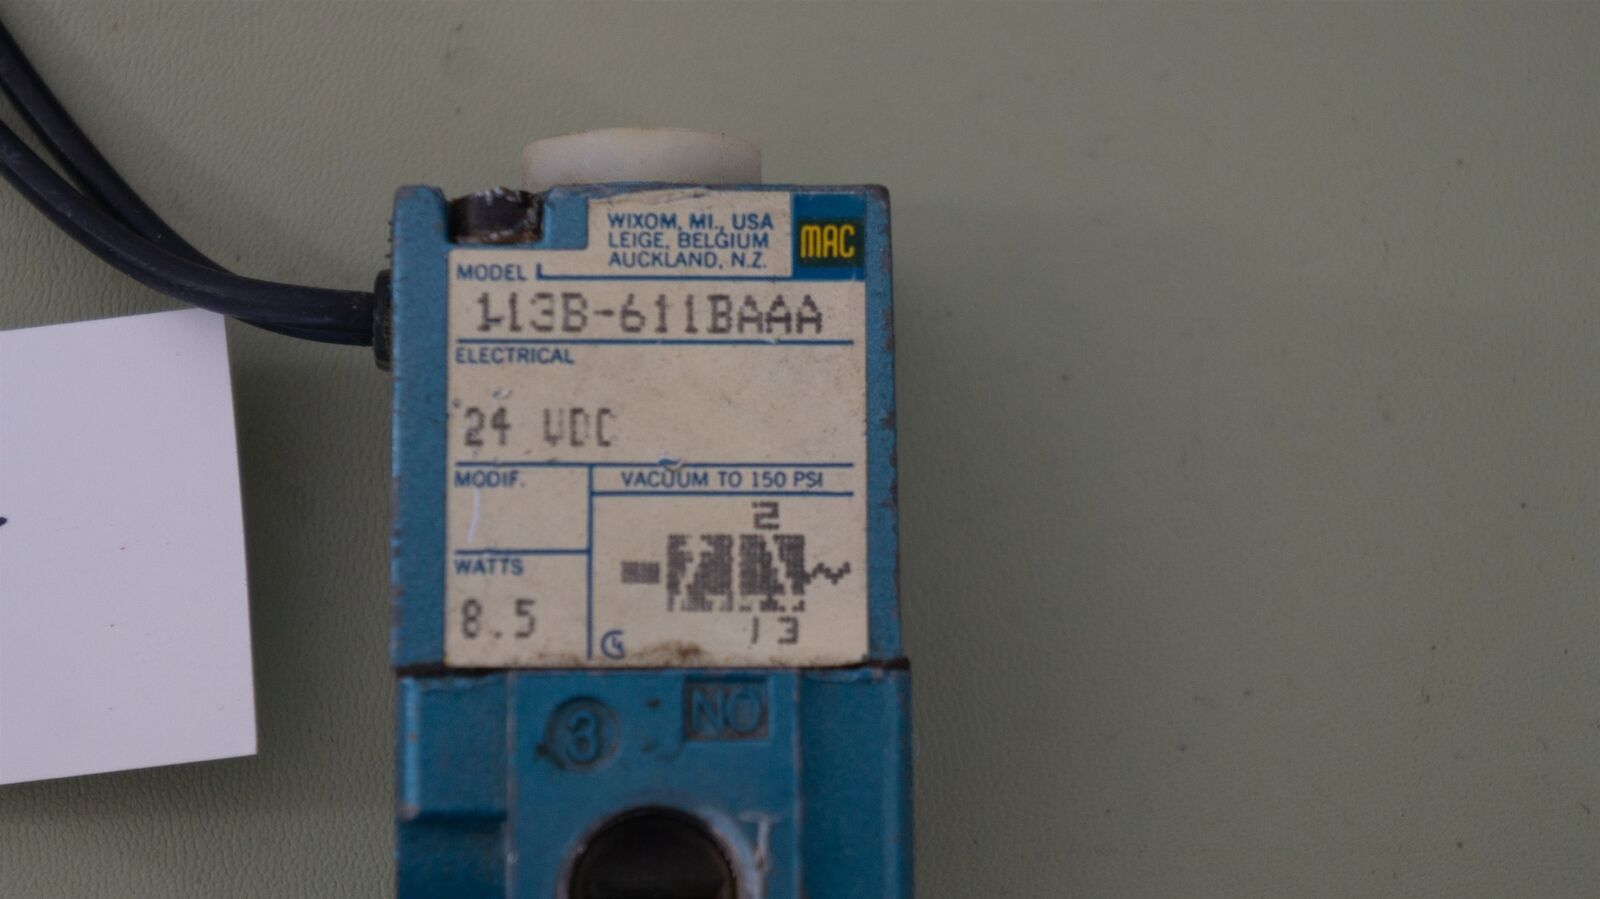 WIXOM, MI., USA
LEIGE, BELGIUM
AUCKLAND, N.Z.
MAC
MODEL
113B-611BAAA
ELECTRICAL
24 VDC
MODIF.
VACUUM TO 150 PSI
2
WATTS
8.5
1 3
3
NO